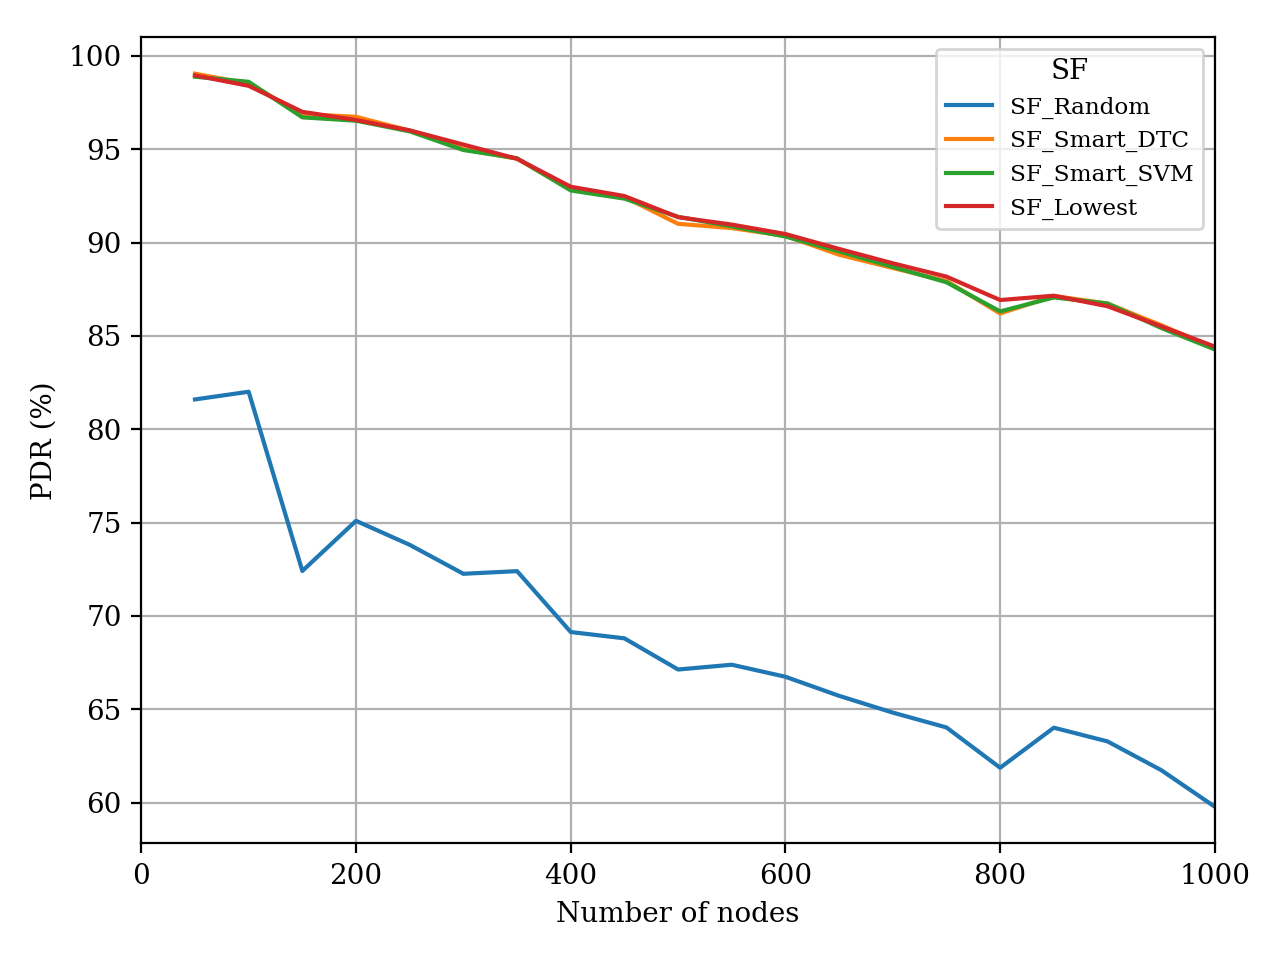 100
95
90
85
80
75
70
65
60
PDR (%)
0 200 400 600 800 1000
Number of nodes
SF
SF_Random
SF_Smart_DTC
SF_Smart_SVM
SF_Lowest